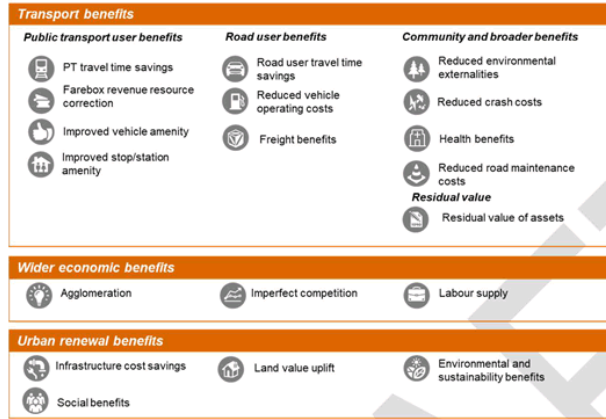 Transport benefits
Public transport user benefits
PT travel time savings
Farebox revenue resource
correction
Improved vehicle amenity
Improved stop/station
amenity
Road user benefits
Road user travel time
savings
Reduced vehicle
operating costs
Freight benefits
Community and broader benefits
Reduced environmental
externalities
Reduced crash costs
Health benefits
Reduced road maintenance
costs
Residual value
Residual value of assets
Wider economic benefits
Agglomeration
Imperfect competition
Labour supply
Urban renewal benefits
Infrastructure cost savings
Land value uplift
Environmental and
sustainability benefits
Social benefits